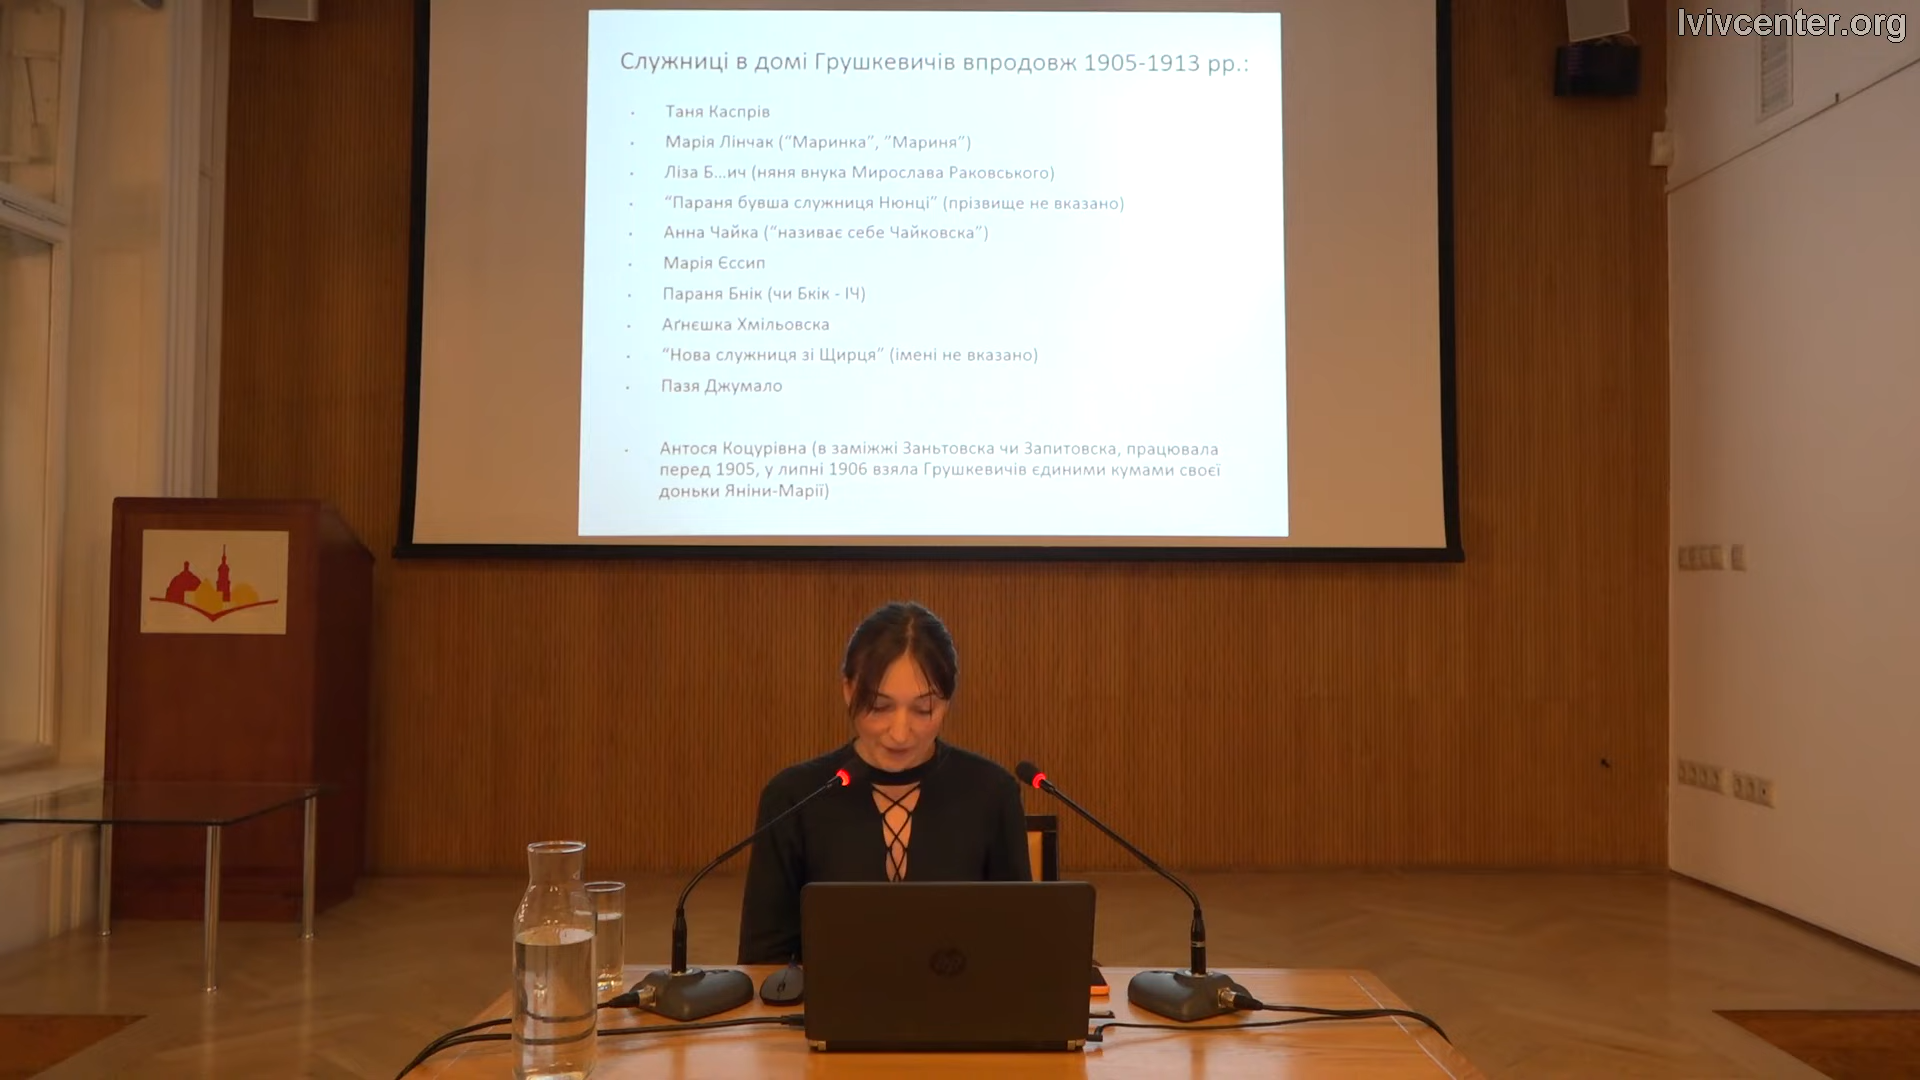 lvivcenter.org
Служниці в домі Грушкевичів впродовж 1905-1913 рр.:
• Таня Каспрів
• Марія Лінчак (“Маринка”, “Мариня”)
• Ліза Б...ич (няня внука Мирослава Раковського)
• “Параня бувша служниця Нюнці” (прізвище не вказано)
• Анна Чайка (“називає себе Чайковска”)
• Марія Єссип
• Параня Бнік (чи Бкік - ІЧ)
• Аґнєшка Хмільовска
• “Нова служниця зі Щирця” (імені не вказано)
• Пазя Джумало
• Антося Коцурівна (в заміжжі Заньтовска чи Запитовска, працювала
перед 1905, у липні 1906 взяла Грушкевичів єдиними кумами своєї
доньки Яніни-Марії)
hp